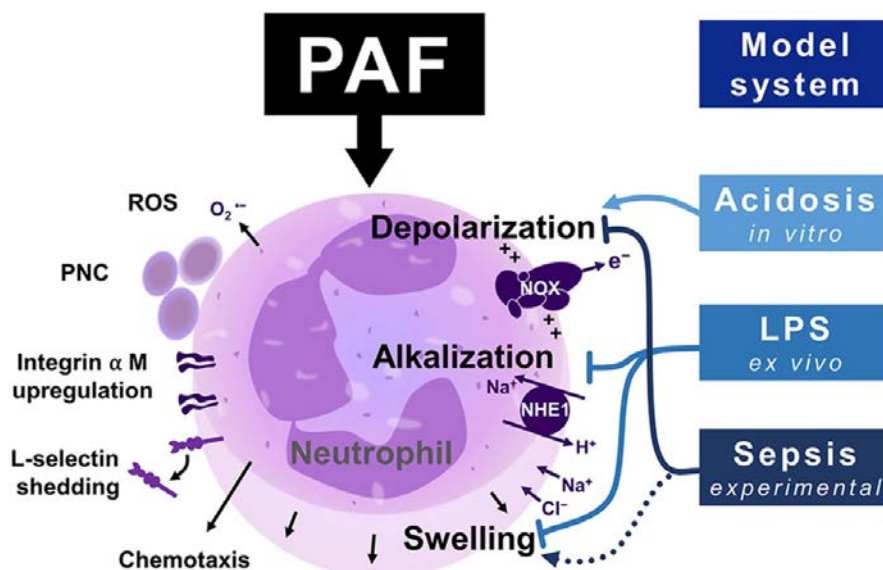 PAF
Model
system
ROS
O₂•−
PNC
Integrin α M
upregulation
L-selectin
shedding
Chemotaxis
Neutrophil
Depolarization
++
NOX
e⁻
++
Alkalization
Na⁺
NHE1
H⁺
Na⁺
Cl⁻
Swelling
Acidosis
in vitro
LPS
ex vivo
Sepsis
experimental